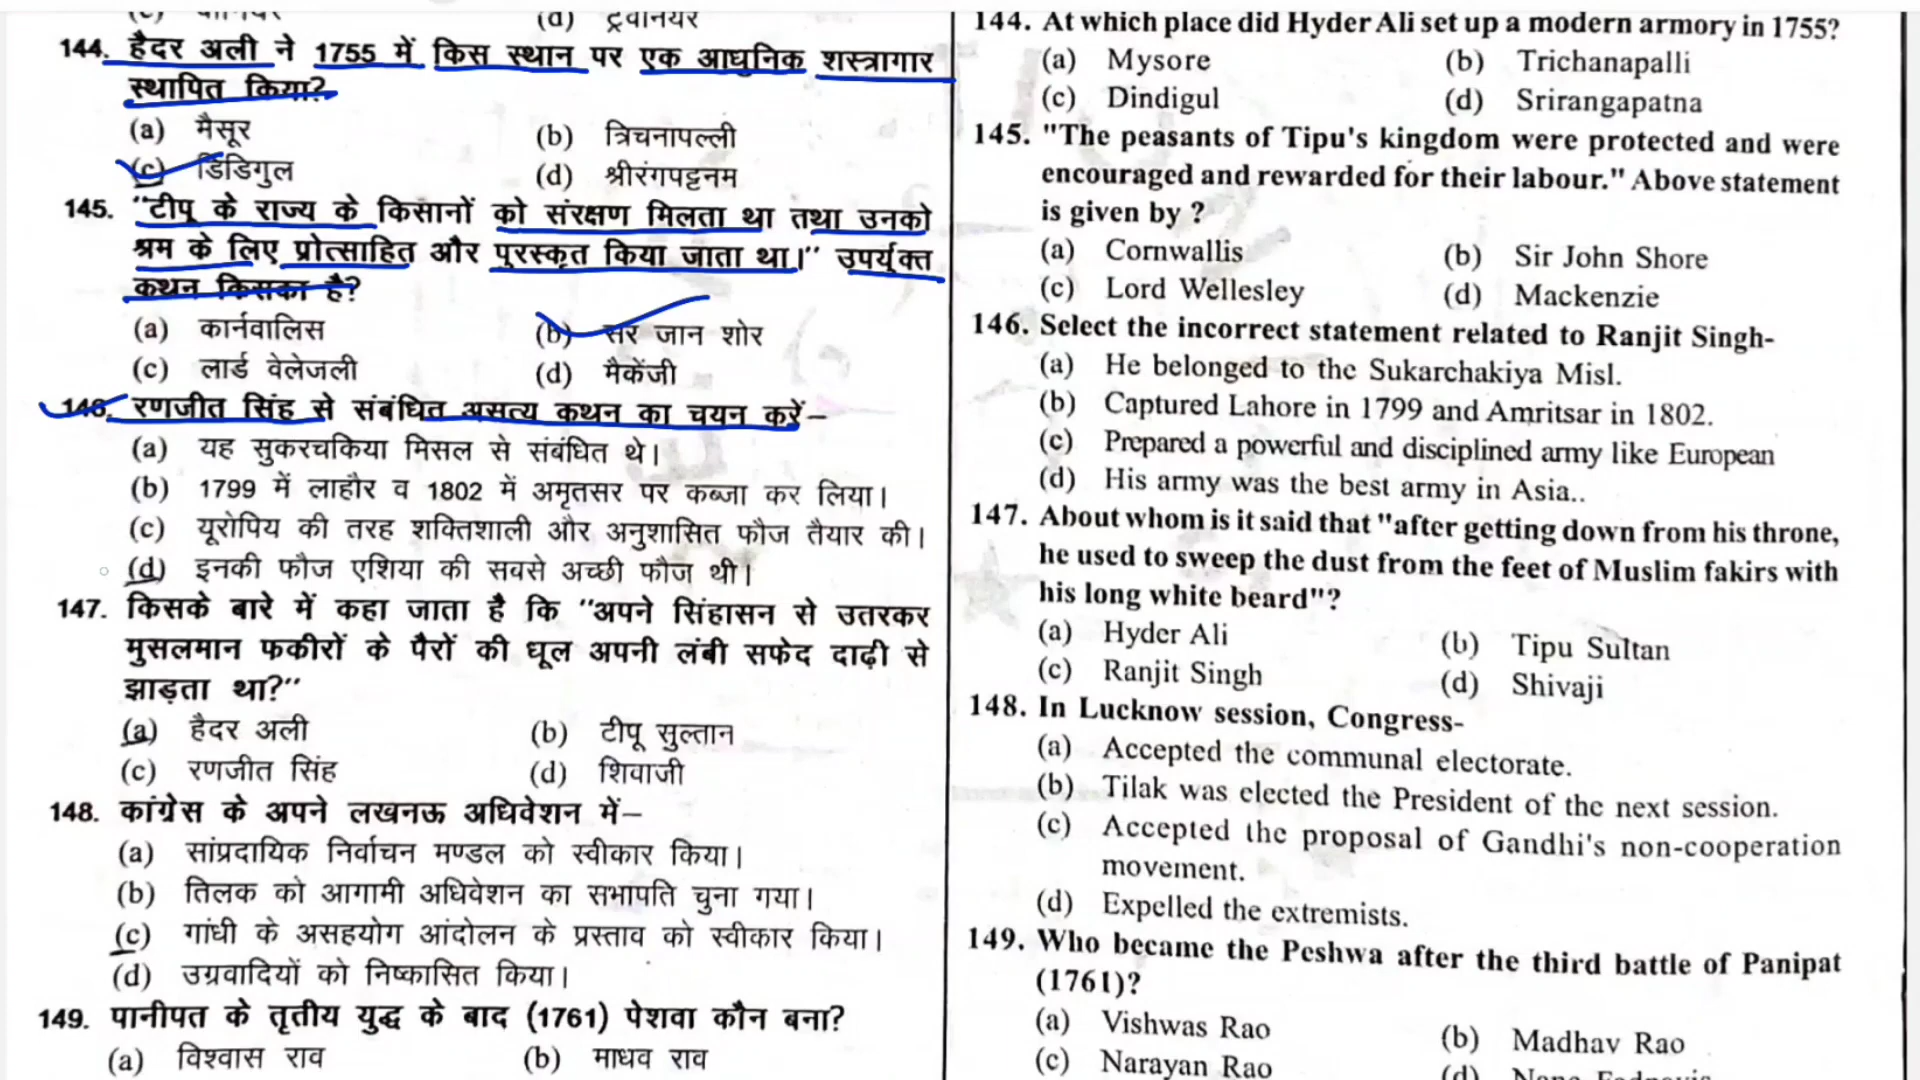 (d) ट्रेवर्नियर
144. हैदर अली ने 1755 में किस स्थान पर एक आधुनिक शस्त्रागार
स्थापित किया?
(a) मैसूर (b) त्रिचनापल्ली
(c) डिंडिगुल (d) श्रीरंगपट्टनम
145. "टीपू के राज्य के किसानों को संरक्षण मिलता था तथा उनको
श्रम के लिए प्रोत्साहित और पुरस्कृत किया जाता था।" उपर्युक्त
कथन किसका है?
(a) कार्नवालिस (b) सर जान शोर
(c) लार्ड वेलेजली (d) मैकेंजी
146. रणजीत सिंह से संबंधित असत्य कथन का चयन करें–
(a) यह सुकरचकिया मिसल से संबंधित थे।
(b) 1799 में लाहौर व 1802 में अमृतसर पर कब्जा कर लिया।
(c) यूरोपिय की तरह शक्तिशाली और अनुशासित फौज तैयार की।
(d) इनकी फौज एशिया की सबसे अच्छी फौज थी।
147. किसके बारे में कहा जाता है कि "अपने सिंहासन से उतरकर
मुसलमान फकीरों के पैरों की धूल अपनी लंबी सफेद दाढ़ी से
झाड़ता था?"
(a) हैदर अली (b) टीपू सुल्तान
(c) रणजीत सिंह (d) शिवाजी
148. कांग्रेस के अपने लखनऊ अधिवेशन में–
(a) सांप्रदायिक निर्वाचन मण्डल को स्वीकार किया।
(b) तिलक को आगामी अधिवेशन का सभापति चुना गया।
(c) गांधी के असहयोग आंदोलन के प्रस्ताव को स्वीकार किया।
(d) उग्रवादियों को निष्कासित किया।
149. पानीपत के तृतीय युद्ध के बाद (1761) पेशवा कौन बना?
(a) विश्वास राव (b) माधव राव
144. At which place did Hyder Ali set up a modern armory in 1755?
(a) Mysore (b) Trichanapalli
(c) Dindigul (d) Srirangapatna
145. "The peasants of Tipu's kingdom were protected and were
encouraged and rewarded for their labour." Above statement
is given by ?
(a) Cornwallis (b) Sir John Shore
(c) Lord Wellesley (d) Mackenzie
146. Select the incorrect statement related to Ranjit Singh-
(a) He belonged to the Sukarchakiya Misl.
(b) Captured Lahore in 1799 and Amritsar in 1802.
(c) Prepared a powerful and disciplined army like European
(d) His army was the best army in Asia..
147. About whom is it said that "after getting down from his throne,
he used to sweep the dust from the feet of Muslim fakirs with
his long white beard"?
(a) Hyder Ali (b) Tipu Sultan
(c) Ranjit Singh (d) Shivaji
148. In Lucknow session, Congress-
(a) Accepted the communal electorate.
(b) Tilak was elected the President of the next session.
(c) Accepted the proposal of Gandhi's non-cooperation
movement.
(d) Expelled the extremists.
149. Who became the Peshwa after the third battle of Panipat
(1761)?
(a) Vishwas Rao (b) Madhav Rao
(c) Narayan Rao